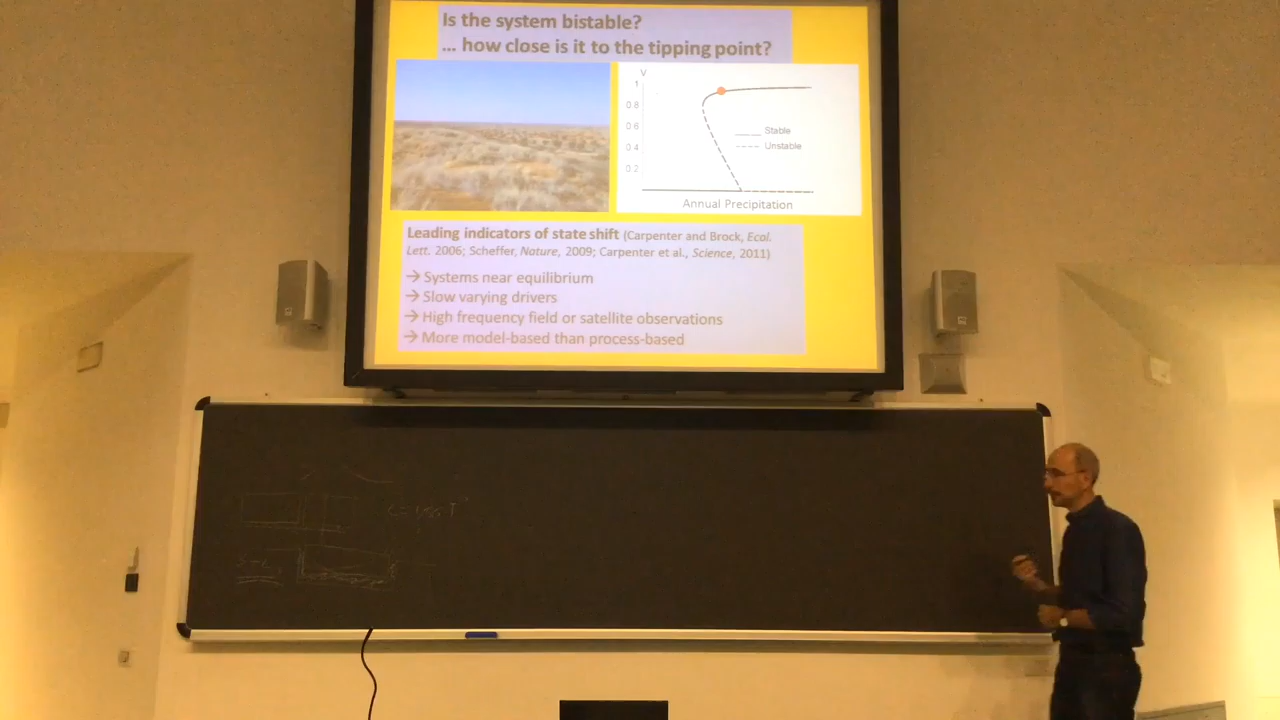 Is the system bistable?
... how close is it to the tipping point?
V
1
0.8
0.6
0.4
0.2
Stable
Unstable
Annual Precipitation
Leading indicators of state shift (Carpenter and Brock, Ecol.
Lett. 2006; Scheffer, Nature, 2009; Carpenter et al., Science, 2011)
→ Systems near equilibrium
→ Slow varying drivers
→ High frequency field or satellite observations
→ More model-based than process-based